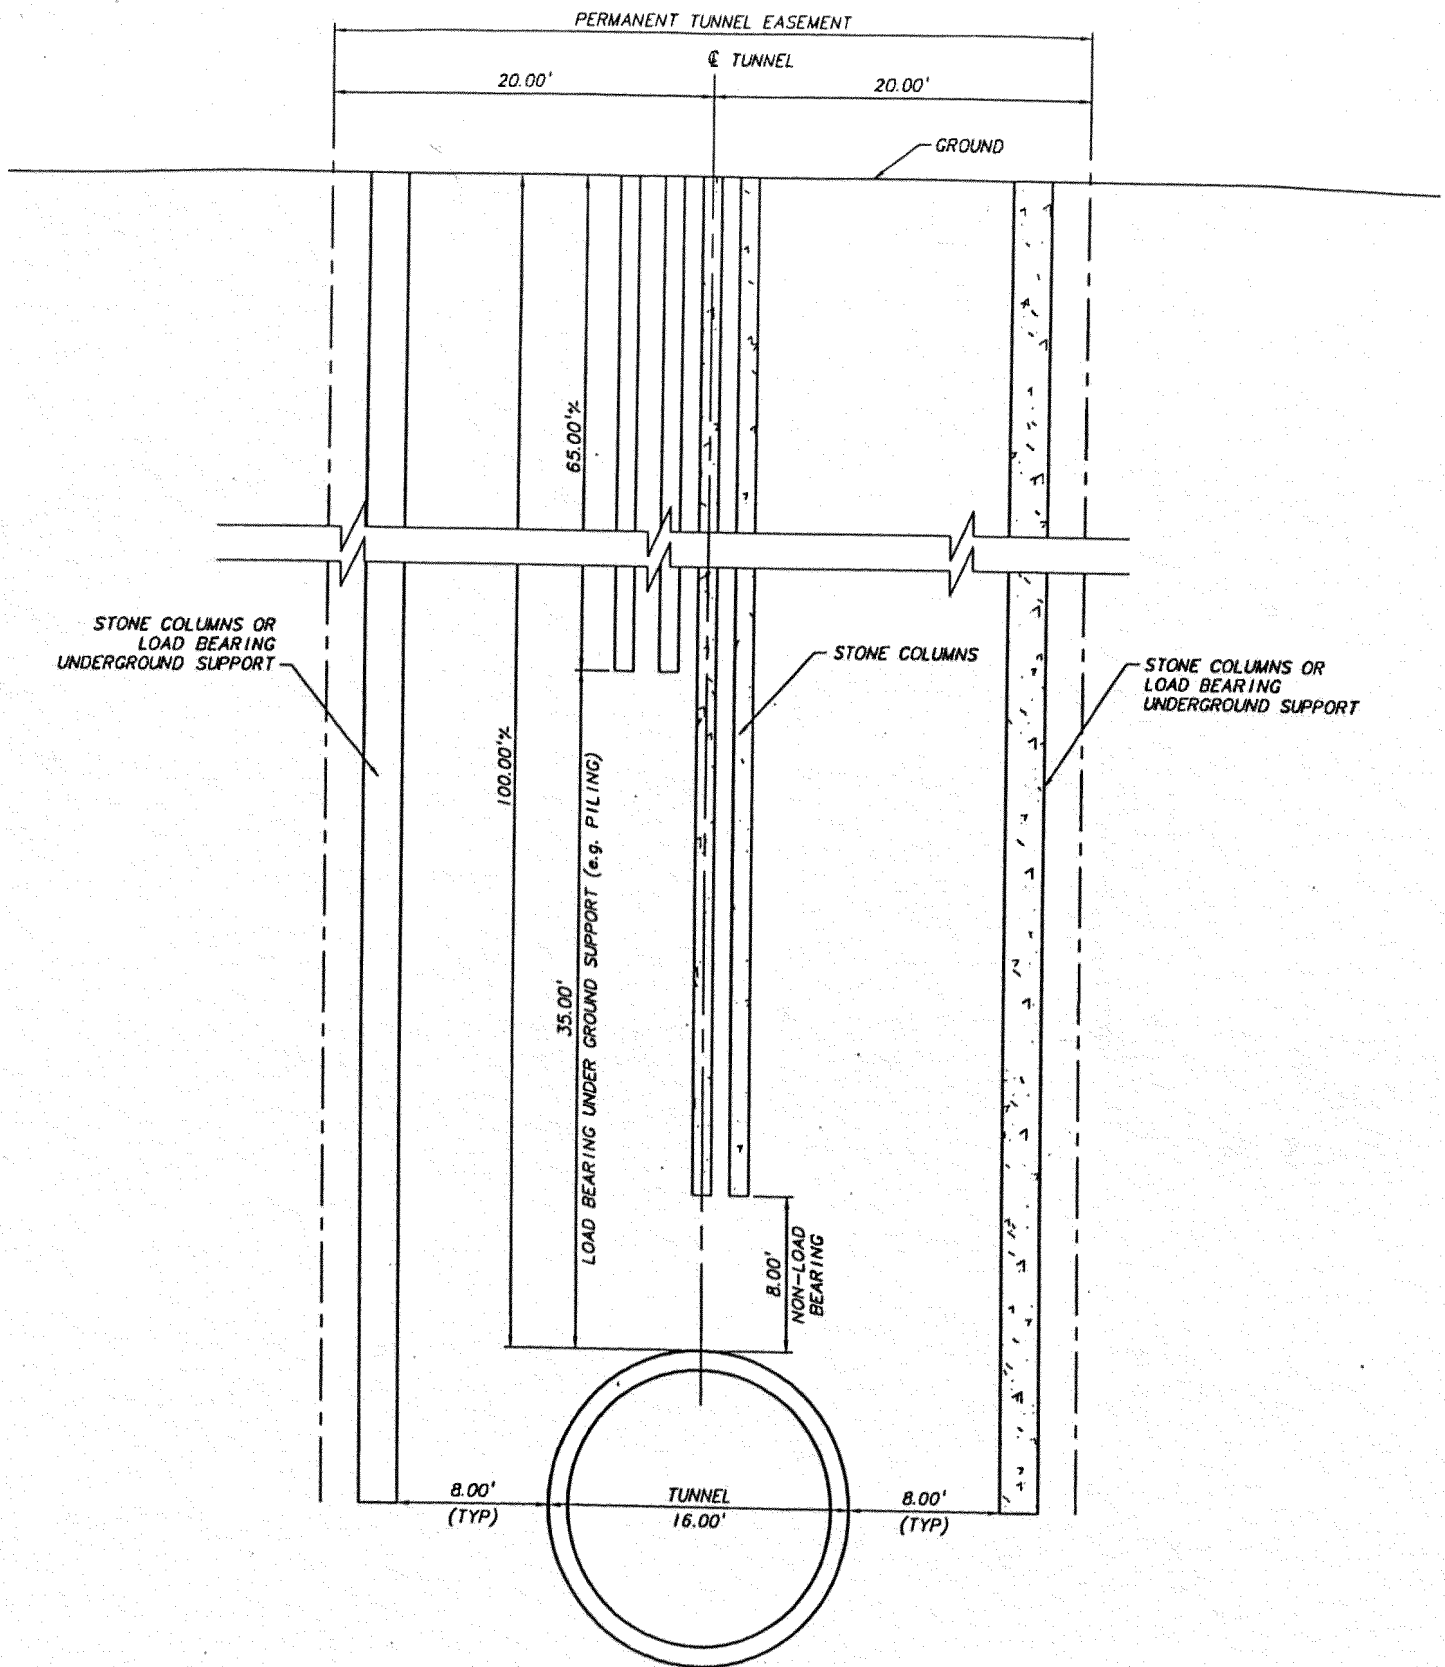 PERMANENT TUNNEL EASEMENT
℄ TUNNEL
20.00'
20.00'
GROUND
65.00'±
STONE COLUMNS OR
LOAD BEARING
UNDERGROUND SUPPORT
STONE COLUMNS
STONE COLUMNS OR
LOAD BEARING
UNDERGROUND SUPPORT
100.00'±
35.00'
LOAD BEARING UNDER GROUND SUPPORT (e.g. PILING)
8.00'
NON-LOAD
BEARING
8.00'
(TYP)
TUNNEL
16.00'
8.00'
(TYP)